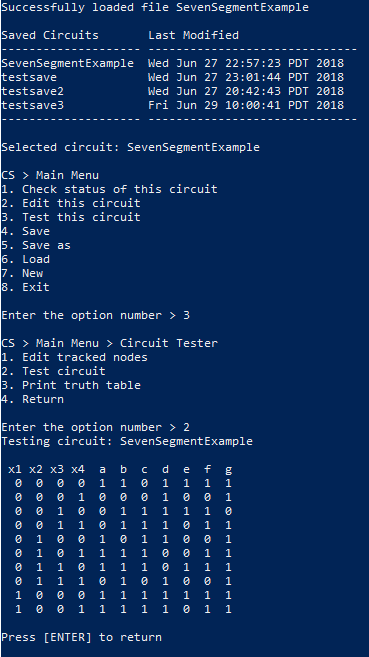 Successfully loaded file SevenSegmentExample
Saved Circuits Last Modified
-------------------- ------------------------------
SevenSegmentExample Wed Jun 27 22:57:23 PDT 2018
testsave Wed Jun 27 23:01:44 PDT 2018
testsave2 Wed Jun 27 20:42:43 PDT 2018
testsave3 Fri Jun 29 10:00:41 PDT 2018
-------------------- ------------------------------
Selected circuit: SevenSegmentExample
CS > Main Menu
1. Check status of this circuit
2. Edit this circuit
3. Test this circuit
4. Save
5. Save as
6. Load
7. New
8. Exit
Enter the option number > 3
CS > Main Menu > Circuit Tester
1. Edit tracked nodes
2. Test circuit
3. Print truth table
4. Return
Enter the option number > 2
Testing circuit: SevenSegmentExample
x1 x2 x3 x4 a b c d e f g
0 0 0 0 1 1 0 1 1 1 1
0 0 0 1 0 0 0 1 0 0 1
0 0 1 0 0 1 1 1 1 1 0
0 0 1 1 0 1 1 1 0 1 1
0 1 0 0 1 0 1 1 0 0 1
0 1 0 1 1 1 1 0 0 1 1
0 1 1 0 1 1 1 0 1 1 1
0 1 1 1 0 1 0 1 0 0 1
1 0 0 0 1 1 1 1 1 1 1
1 0 0 1 1 1 1 1 0 1 1
Press [ENTER] to return